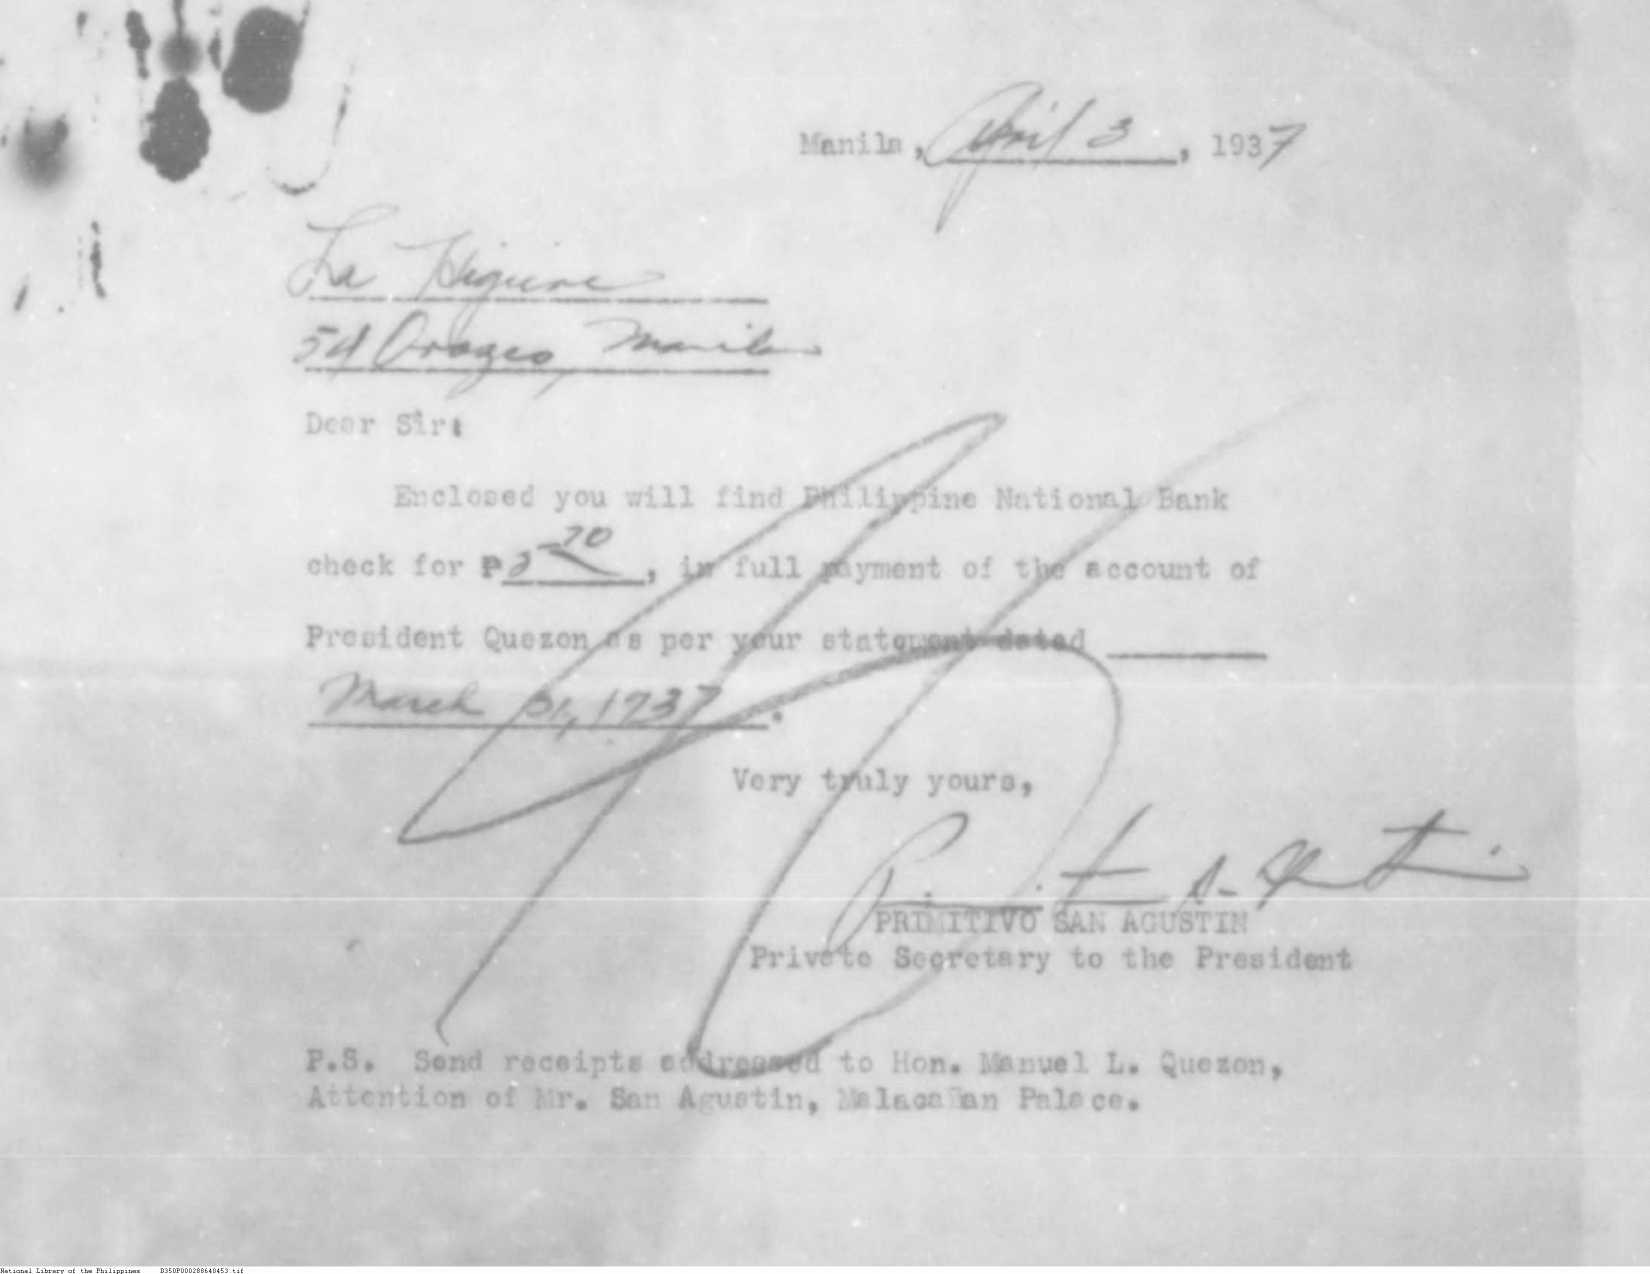 Manila, April 3, 1937
La Higiene
54 Orozco, Manila
Dear Sir:
Enclosed you will find Philippine National Bank
check for ₱ 70, in full payment of the account of
President Quezon as per your statement dated
March 31, 1937.
Very truly yours,
Primitivo S. Agustin
PRIMITIVO SAN AGUSTIN
Private Secretary to the President
P.S. Send receipts addressed to Hon. Manuel L. Quezon,
Attention of Mr. San Agustin, Malacañan Palace.
National Library of the Philippines